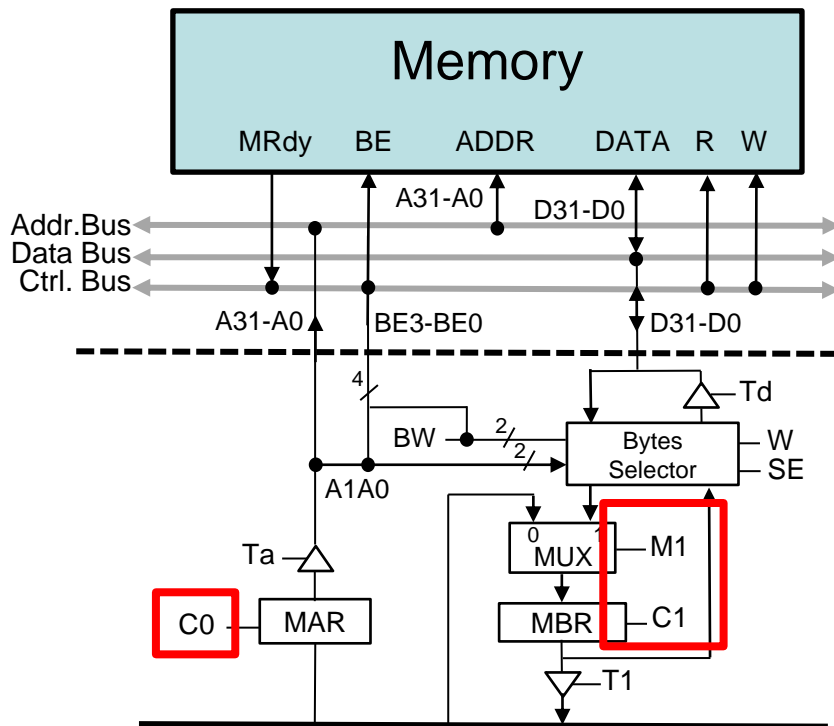 Memory
MRdy BE ADDR DATA R W
A31-A0 D31-D0
Addr.Bus
Data Bus
Ctrl. Bus
A31-A0 BE3-BE0 D31-D0
4 Td
BW 2 Bytes W
2 Selector SE
A1A0
0 1
MUX M1
Ta
C0 MAR MBR C1
T1